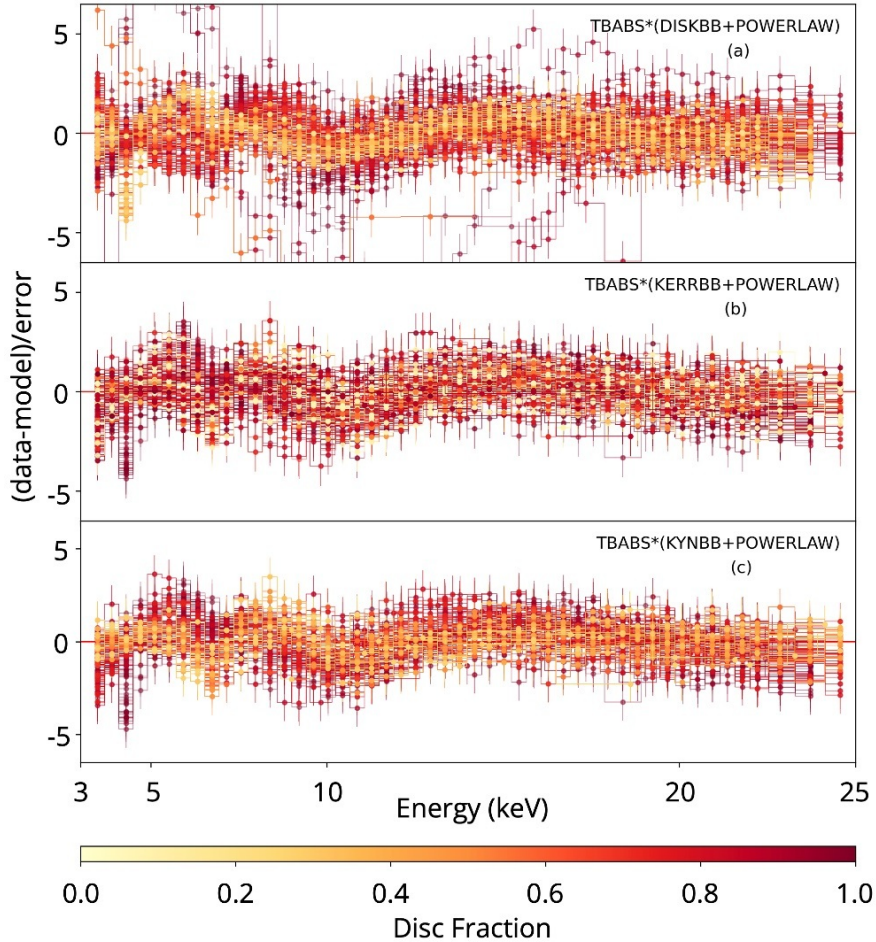 TBABS*(DISKBB+POWERLAW)
(a)
5
0
-5
TBABS*(KERRBB+POWERLAW)
(b)
5
0
-5
(data-model)/error
TBABS*(KYNBB+POWERLAW)
(c)
5
0
-5
3 5 10 20 25
Energy (keV)
0.0 0.2 0.4 0.6 0.8 1.0
Disc Fraction